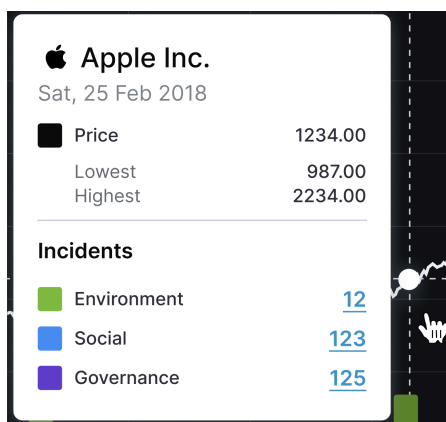 Apple Inc.
Sat, 25 Feb 2018
Price 1234.00
Lowest 987.00
Highest 2234.00
Incidents
Environment 12
Social 123
Governance 125